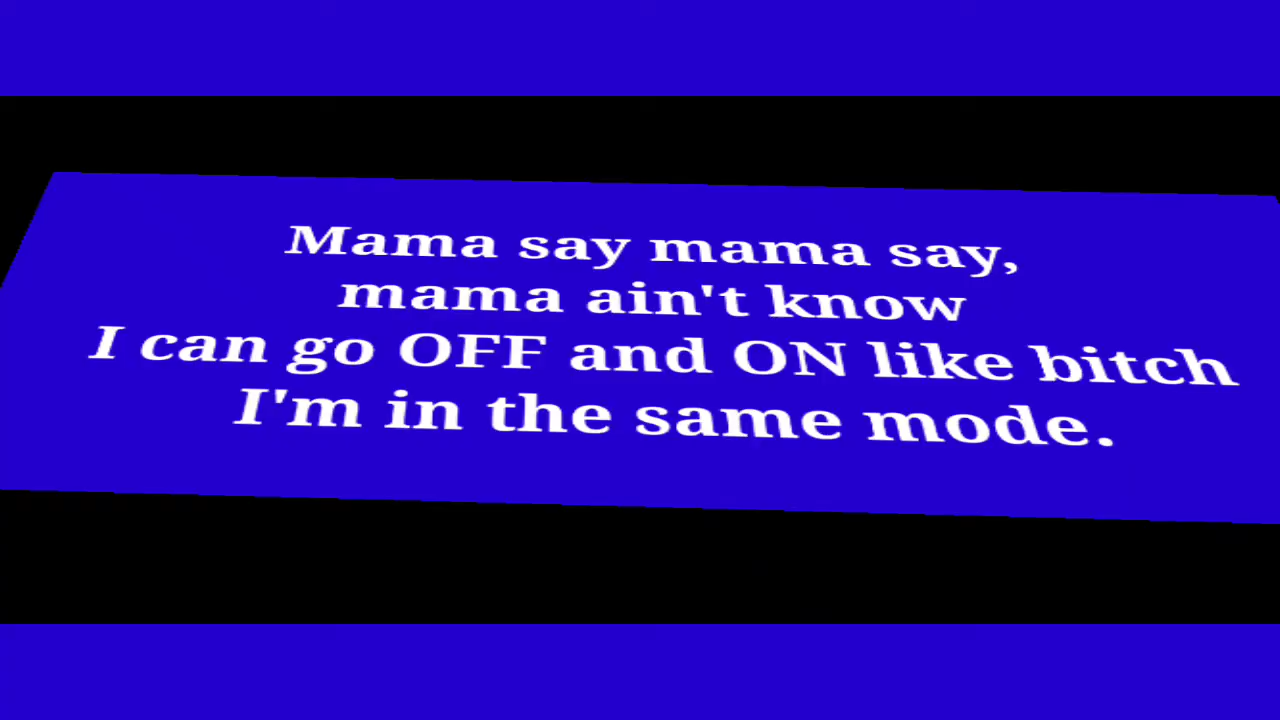 Mama say mama say,
mama ain't know
I can go OFF and ON like bitch
I'm in the same mode.